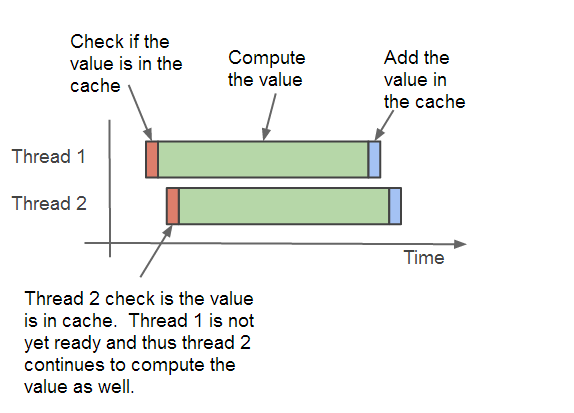 Check if the
value is in the
cache
Compute
the value
Add the
value in
the cache
Thread 1
Thread 2
Time
Thread 2 check is the value
is in cache.  Thread 1 is not
yet ready and thus thread 2
continues to compute the
value as well.